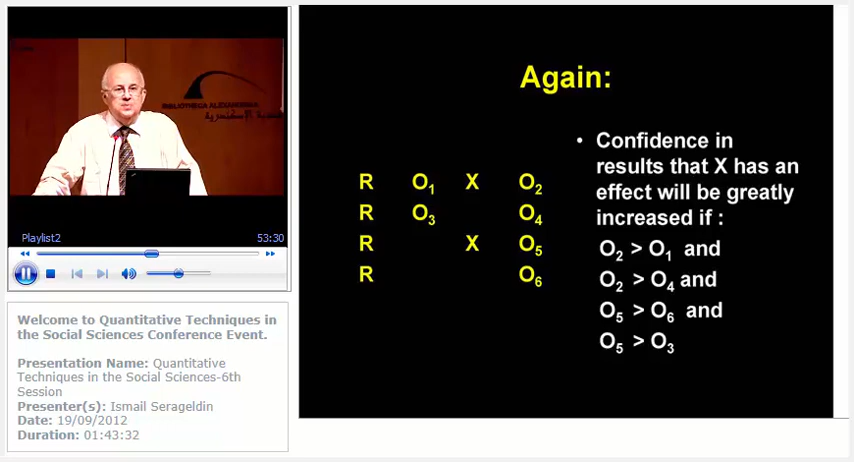 BIBLIOTHECA ALEXANDRINA
Playlist2 53:30
Welcome to Quantitative Techniques in
the Social Sciences Conference Event.
Presentation Name: Quantitative
Techniques in the Social Sciences-6th
Session
Presenter(s): Ismail Serageldin
Date: 19/09/2012
Duration: 01:43:32
Again:
R O₁ X O₂
R O₃ O₄
R X O₅
R O₆
• Confidence in
results that X has an
effect will be greatly
increased if :
O₂ > O₁ and
O₂ > O₄ and
O₅ > O₆ and
O₅ > O₃